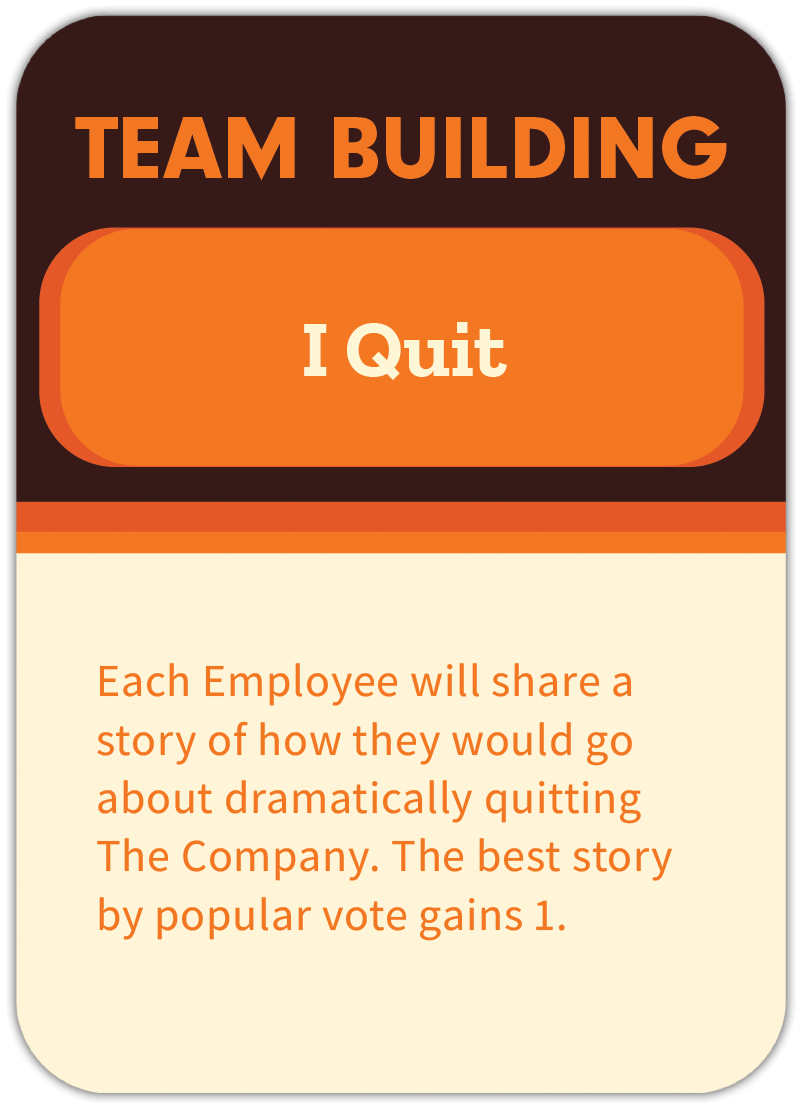 TEAM BUILDING
I Quit
Each Employee will share a
story of how they would go
about dramatically quitting
The Company. The best story
by popular vote gains 1.